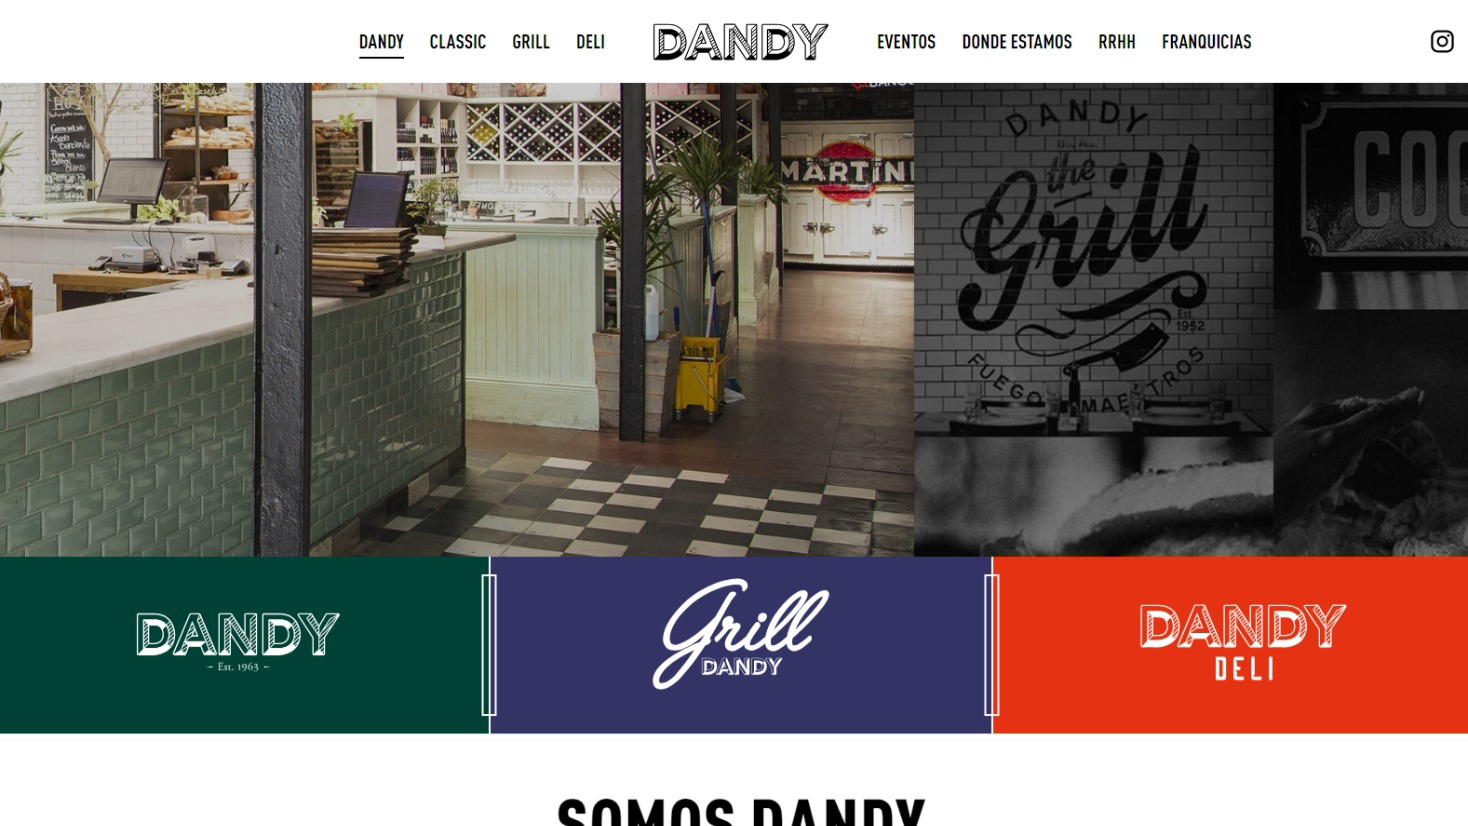 DANDY CLASSIC GRILL DELI DANDY EVENTOS DONDE ESTAMOS RRHH FRANQUICIAS
MARTINI
DANDY
the
Grill
Est.
1952
FUEGO MAESTROS
DANDY
- Est. 1963 -
Grill
DANDY
DANDY
DELI
SOMOS DANDY